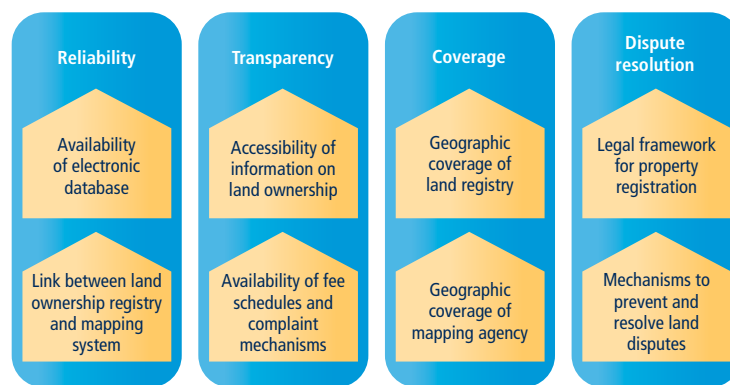 Reliability
Availability
of electronic
database
Link between land
ownership registry
and mapping
system
Transparency
Accessibility of
information on
land ownership
Availability of fee
schedules and
complaint
mechanisms
Coverage
Geographic
coverage of
land registry
Geographic
coverage of
mapping agency
Dispute
resolution
Legal framework
for property
registration
Mechanisms to
prevent and
resolve land
disputes